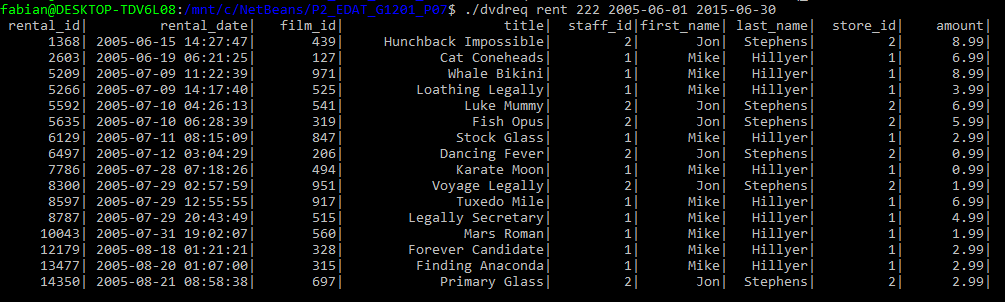 fabian@DESKTOP-TDV6L08:/mnt/c/NetBeans/P2_EDAT_G1201_P07$ ./dvdreq rent 222 2005-06-01 2015-06-30
rental_id| rental_date| film_id| title| staff_id|first_name| last_name| store_id| amount|
1368| 2005-06-15 14:27:47| 439| Hunchback Impossible| 2| Jon| Stephens| 2| 8.99|
2603| 2005-06-19 06:21:25| 127| Cat Coneheads| 1| Mike| Hillyer| 1| 6.99|
5209| 2005-07-09 11:22:39| 971| Whale Bikini| 1| Mike| Hillyer| 1| 8.99|
5266| 2005-07-09 14:17:40| 525| Loathing Legally| 1| Mike| Hillyer| 1| 3.99|
5592| 2005-07-10 04:26:13| 541| Luke Mummy| 2| Jon| Stephens| 2| 6.99|
5635| 2005-07-10 06:28:39| 319| Fish Opus| 2| Jon| Stephens| 2| 5.99|
6129| 2005-07-11 08:15:09| 847| Stock Glass| 1| Mike| Hillyer| 1| 2.99|
6497| 2005-07-12 03:04:29| 206| Dancing Fever| 2| Jon| Stephens| 2| 0.99|
7786| 2005-07-28 07:18:26| 494| Karate Moon| 1| Mike| Hillyer| 1| 0.99|
8300| 2005-07-29 02:57:59| 951| Voyage Legally| 2| Jon| Stephens| 2| 1.99|
8597| 2005-07-29 12:55:55| 917| Tuxedo Mile| 1| Mike| Hillyer| 1| 6.99|
8787| 2005-07-29 20:43:49| 515| Legally Secretary| 1| Mike| Hillyer| 1| 4.99|
10043| 2005-07-31 19:02:07| 560| Mars Roman| 1| Mike| Hillyer| 1| 1.99|
12179| 2005-08-18 01:21:21| 328| Forever Candidate| 1| Mike| Hillyer| 1| 2.99|
13477| 2005-08-20 01:07:00| 315| Finding Anaconda| 1| Mike| Hillyer| 1| 2.99|
14350| 2005-08-21 08:58:38| 697| Primary Glass| 2| Jon| Stephens| 2| 2.99|